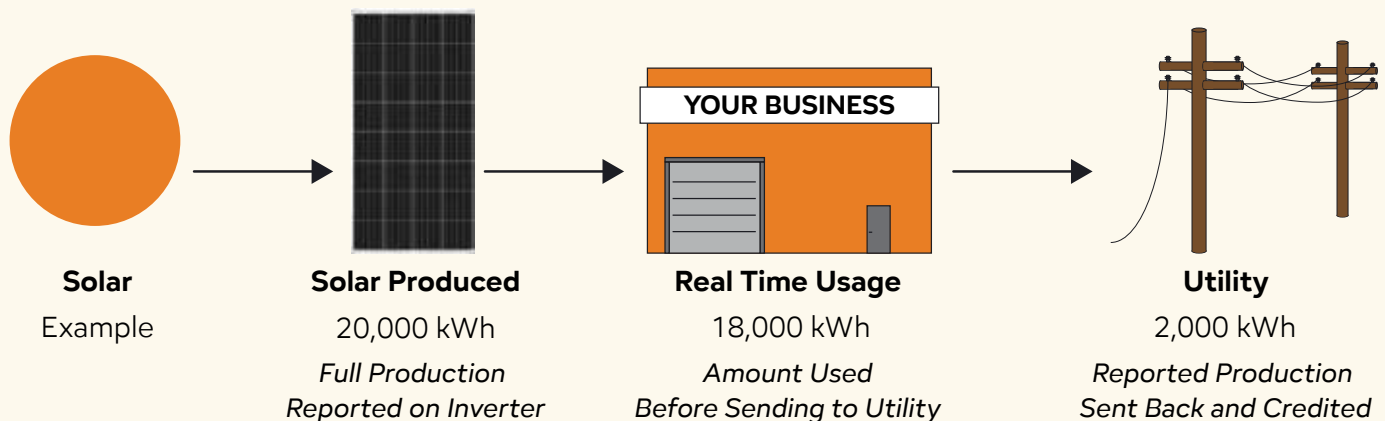 YOUR BUSINESS
Solar
Example
Solar Produced
20,000 kWh
Full Production
Reported on Inverter
Real Time Usage
18,000 kWh
Amount Used
Before Sending to Utility
Utility
2,000 kWh
Reported Production
Sent Back and Credited